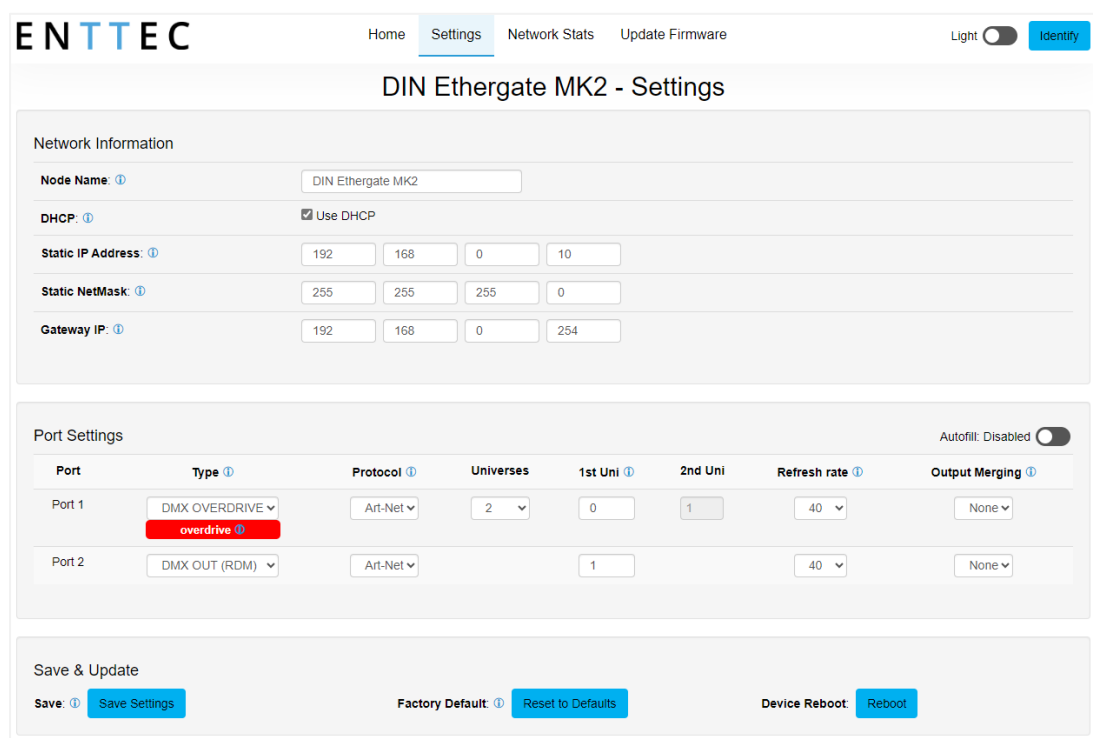 ENTTEC Home Settings Network Stats Update Firmware Light Identify
DIN Ethergate MK2 - Settings
Network Information
Node Name: DIN Ethergate MK2
DHCP: Use DHCP
Static IP Address: 192 168 0 10
Static NetMask: 255 255 255 0
Gateway IP: 192 168 0 254
Port Settings Autofill: Disabled
Port Type Protocol Universes 1st Uni 2nd Uni Refresh rate Output Merging
Port 1 DMX OVERDRIVE Art-Net 2 0 1 40 None
overdrive
Port 2 DMX OUT (RDM) Art-Net 1 40 None
Save & Update
Save: Save Settings Factory Default: Reset to Defaults Device Reboot: Reboot